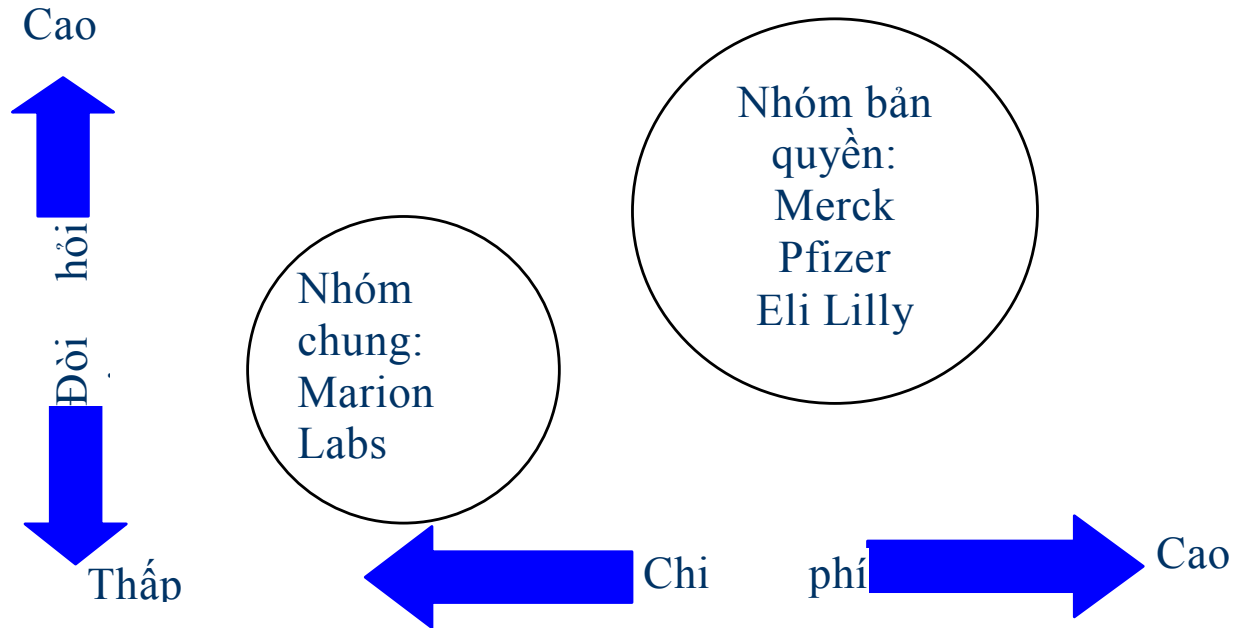 Cao
Nhóm bản
quyền:
Merck
Pfizer
Eli Lilly
Đòi hỏi
Nhóm
chung:
Marion
Labs
Thấp
Chi phí
Cao